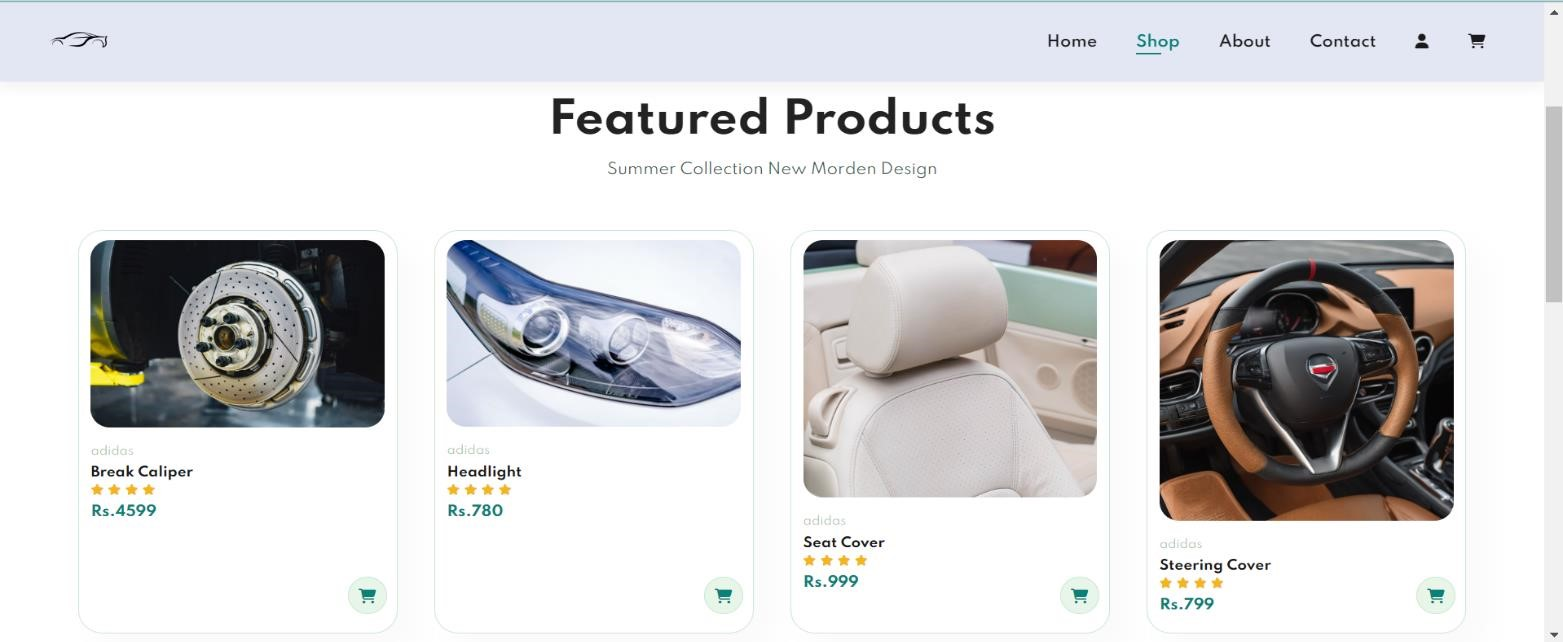 Home Shop About Contact
Featured Products
Summer Collection New Morden Design
adidas
Break Caliper
Rs.4599
adidas
Headlight
Rs.780
adidas
Seat Cover
Rs.999
adidas
Steering Cover
Rs.799